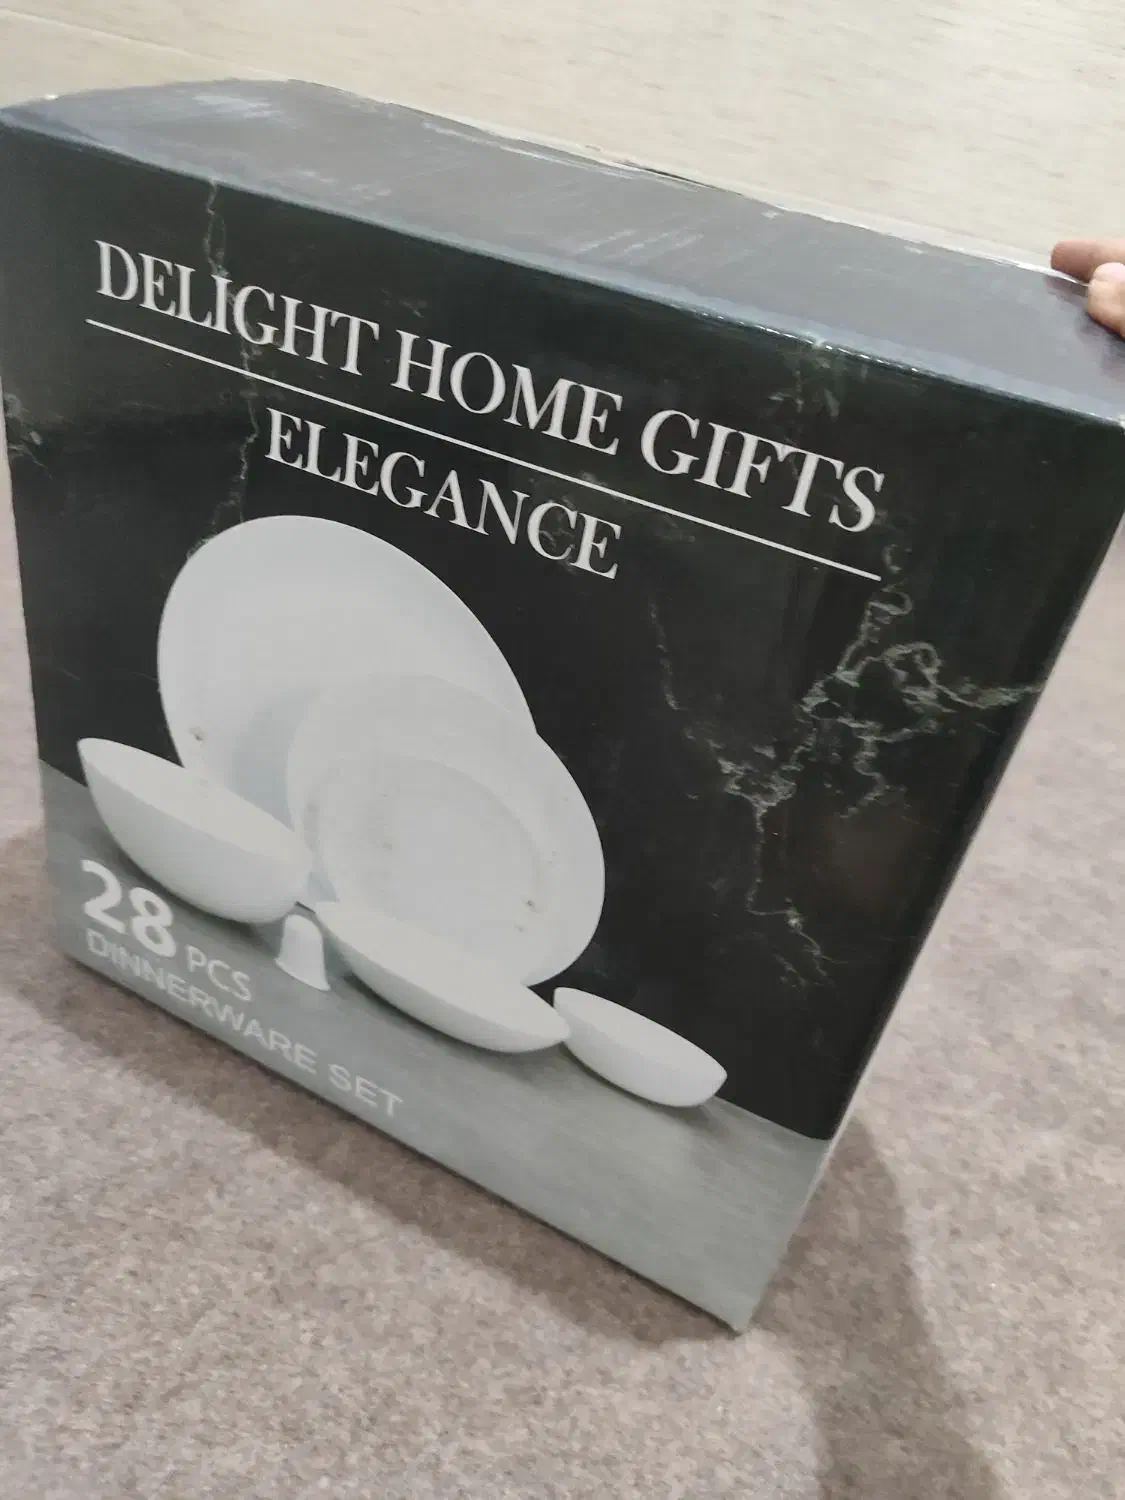 DELIGHT HOME GIFTS
ELEGANCE
28 PCS
DINNERWARE SET